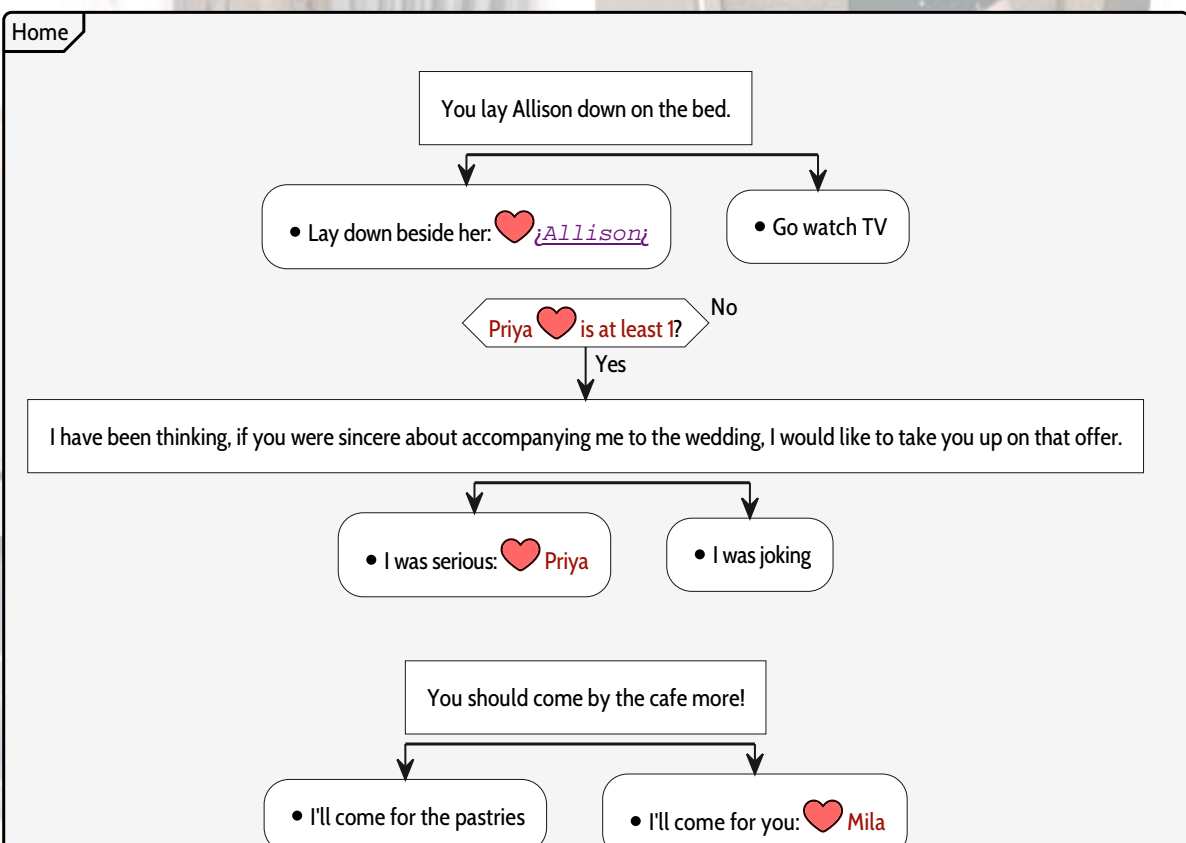 Home
You lay Allison down on the bed.
• Lay down beside her: ¡Allison¡
• Go watch TV
Priya is at least 1?
No
Yes
I have been thinking, if you were sincere about accompanying me to the wedding, I would like to take you up on that offer.
• I was serious: Priya
• I was joking
You should come by the cafe more!
• I'll come for the pastries
• I'll come for you: Mila